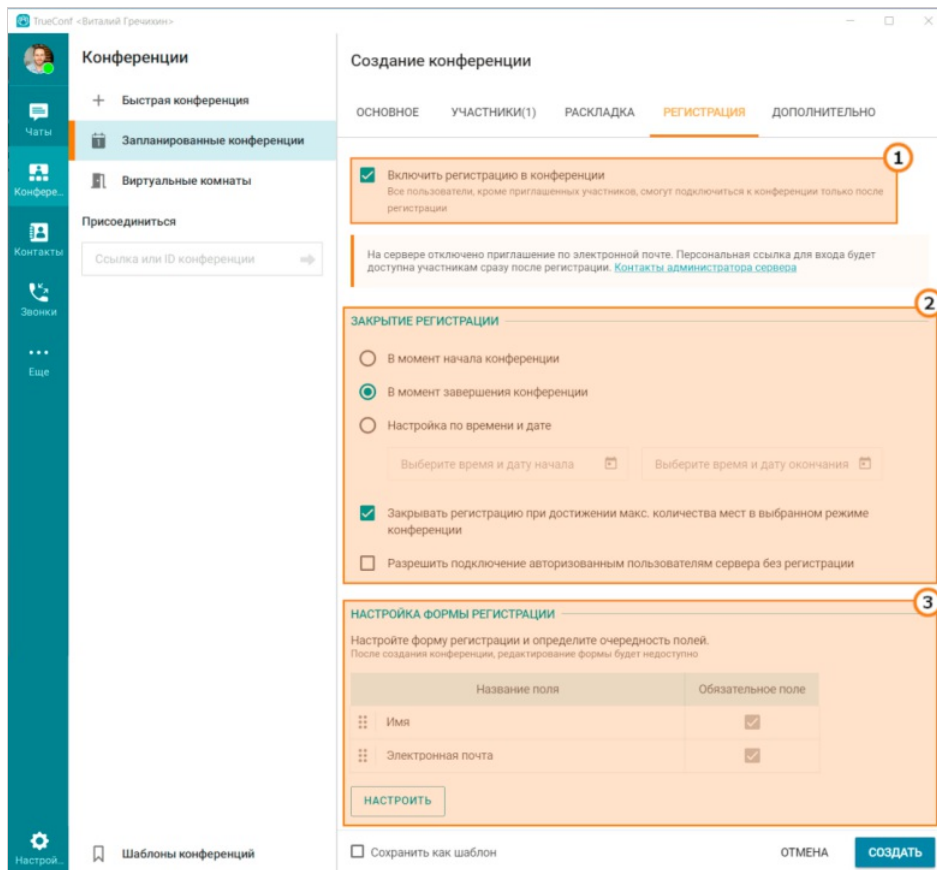 TrueConf <Виталий Гречихин>
Чаты
Конфере...
Контакты
Звонки
Еще
Настрой...
Конференции
Быстрая конференция
Запланированные конференции
Виртуальные комнаты
Присоединиться
Ссылка или ID конференции
Шаблоны конференций
Создание конференции
ОСНОВНОЕ УЧАСТНИКИ(1) РАСКЛАДКА РЕГИСТРАЦИЯ ДОПОЛНИТЕЛЬНО
1
Включить регистрацию в конференции
Все пользователи, кроме приглашенных участников, смогут подключиться к конференции только после
регистрации
На сервере отключено приглашение по электронной почте. Персональная ссылка для входа будет
доступна участникам сразу после регистрации. Контакты администратора сервера
2
ЗАКРЫТИЕ РЕГИСТРАЦИИ
В момент начала конференции
В момент завершения конференции
Настройка по времени и дате
Выберите время и дату начала Выберите время и дату окончания
Закрывать регистрацию при достижении макс. количества мест в выбранном режиме
конференции
Разрешить подключение авторизованным пользователям сервера без регистрации
3
НАСТРОЙКА ФОРМЫ РЕГИСТРАЦИИ
Настройте форму регистрации и определите очередность полей.
После создания конференции, редактирование формы будет недоступно
Название поля Обязательное поле
Имя
Электронная почта
НАСТРОИТЬ
Сохранить как шаблон ОТМЕНА СОЗДАТЬ